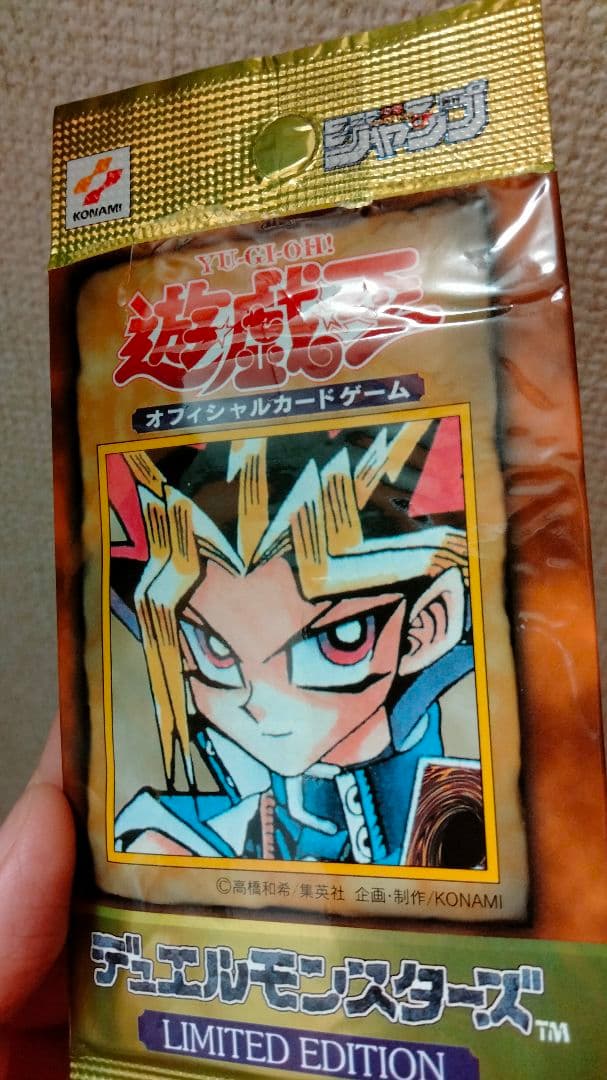 ジャンプ
KONAMI
YU-GI-OH!
遊戯王
オフィシャルカードゲーム
©高橋和希/集英社 企画・制作/KONAMI
デュエルモンスターズ™
LIMITED EDITION